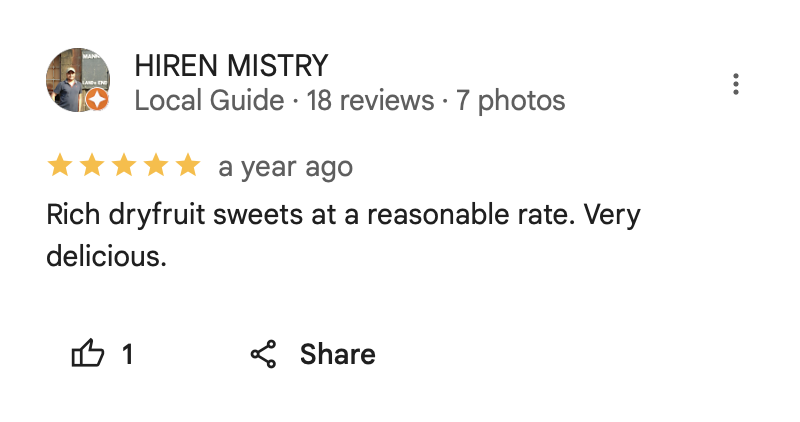 HIREN MISTRY
Local Guide · 18 reviews · 7 photos
a year ago
Rich dryfruit sweets at a reasonable rate. Very
delicious.
1 Share